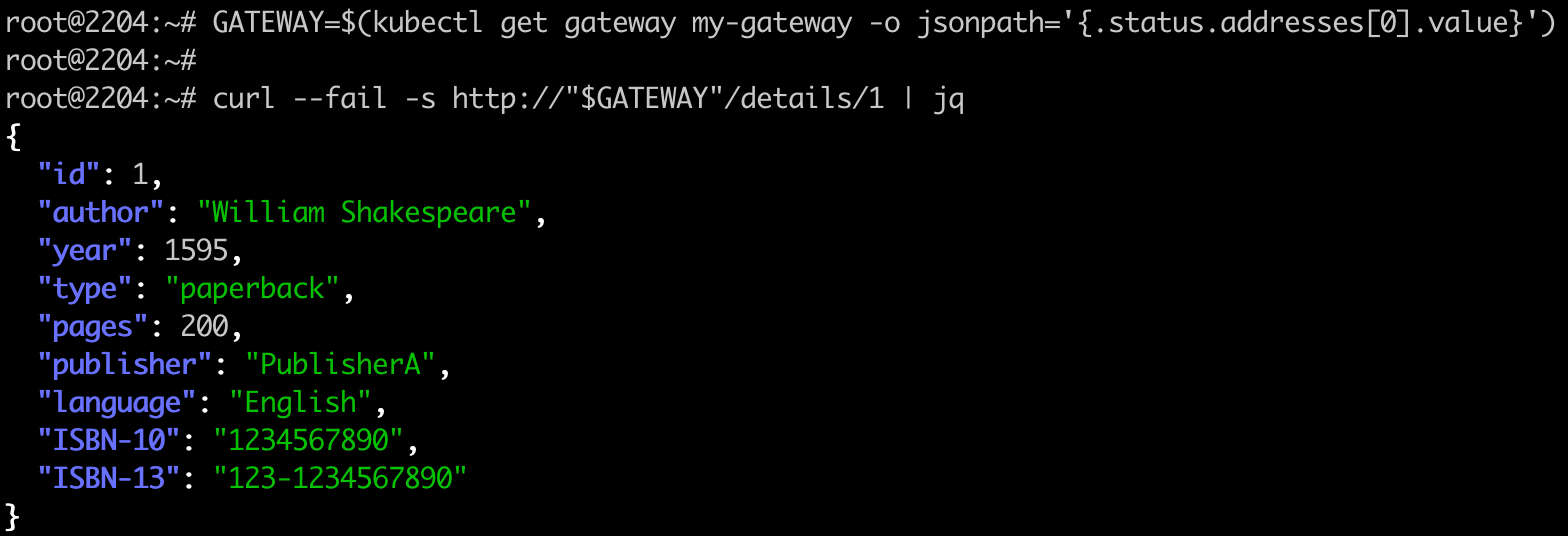 root@2204:~# GATEWAY=$(kubectl get gateway my-gateway -o jsonpath='{.status.addresses[0].value}')
root@2204:~#
root@2204:~# curl --fail -s http://"$GATEWAY"/details/1 | jq
{
  "id": 1,
  "author": "William Shakespeare",
  "year": 1595,
  "type": "paperback",
  "pages": 200,
  "publisher": "PublisherA",
  "language": "English",
  "ISBN-10": "1234567890",
  "ISBN-13": "123-1234567890"
}